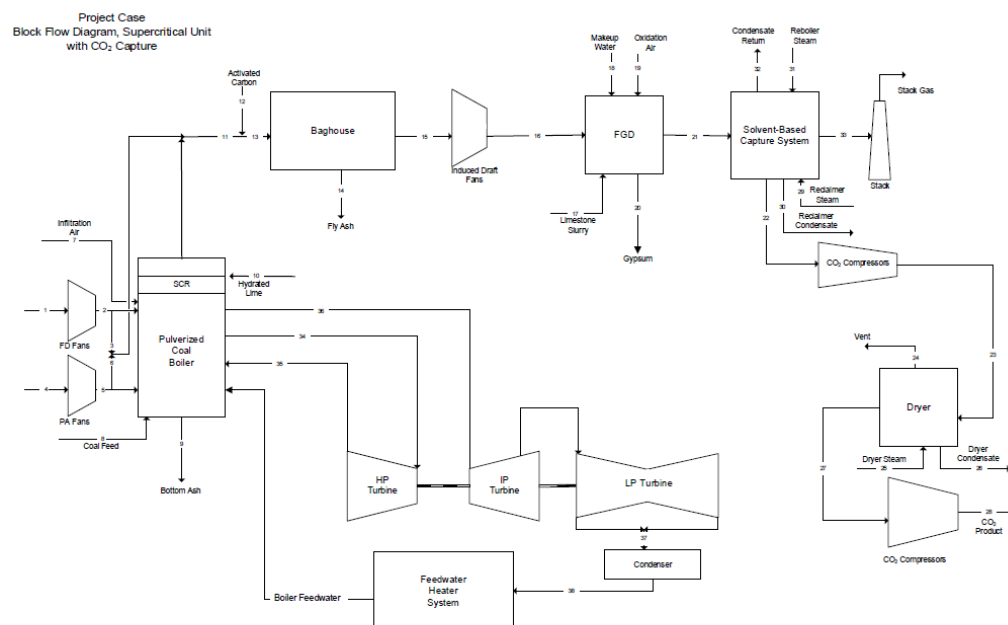 Project Case
Block Flow Diagram, Supercritical Unit
with CO₂ Capture
Activated
Carbon
12
11
13
Baghouse
14
Fly Ash
15
Induced Draft
Fans
16
Makeup
Water
18
Oxidation
Air
19
FGD
17
Limestone
Slurry
20
Gypsum
21
Condensate
Return
32
Reboiler
Steam
31
Solvent-Based
Capture System
33
Stack Gas
Stack
29
Reclaimer
Steam
30
Reclaimer
Condensate
22
CO₂ Compressors
23
Infiltration
Air
7
SCR
10
Hydrated
Lime
1
2
FD Fans
3
6
4
5
PA Fans
Pulverized
Coal
Boiler
8
Coal Feed
9
Bottom Ash
36
34
35
HP
Turbine
IP
Turbine
LP Turbine
37
Condenser
38
Feedwater
Heater
System
Boiler Feedwater
Vent
24
Dryer
Dryer Steam
25
Dryer
Condensate
26
27
28
CO₂
Product
CO₂ Compressors